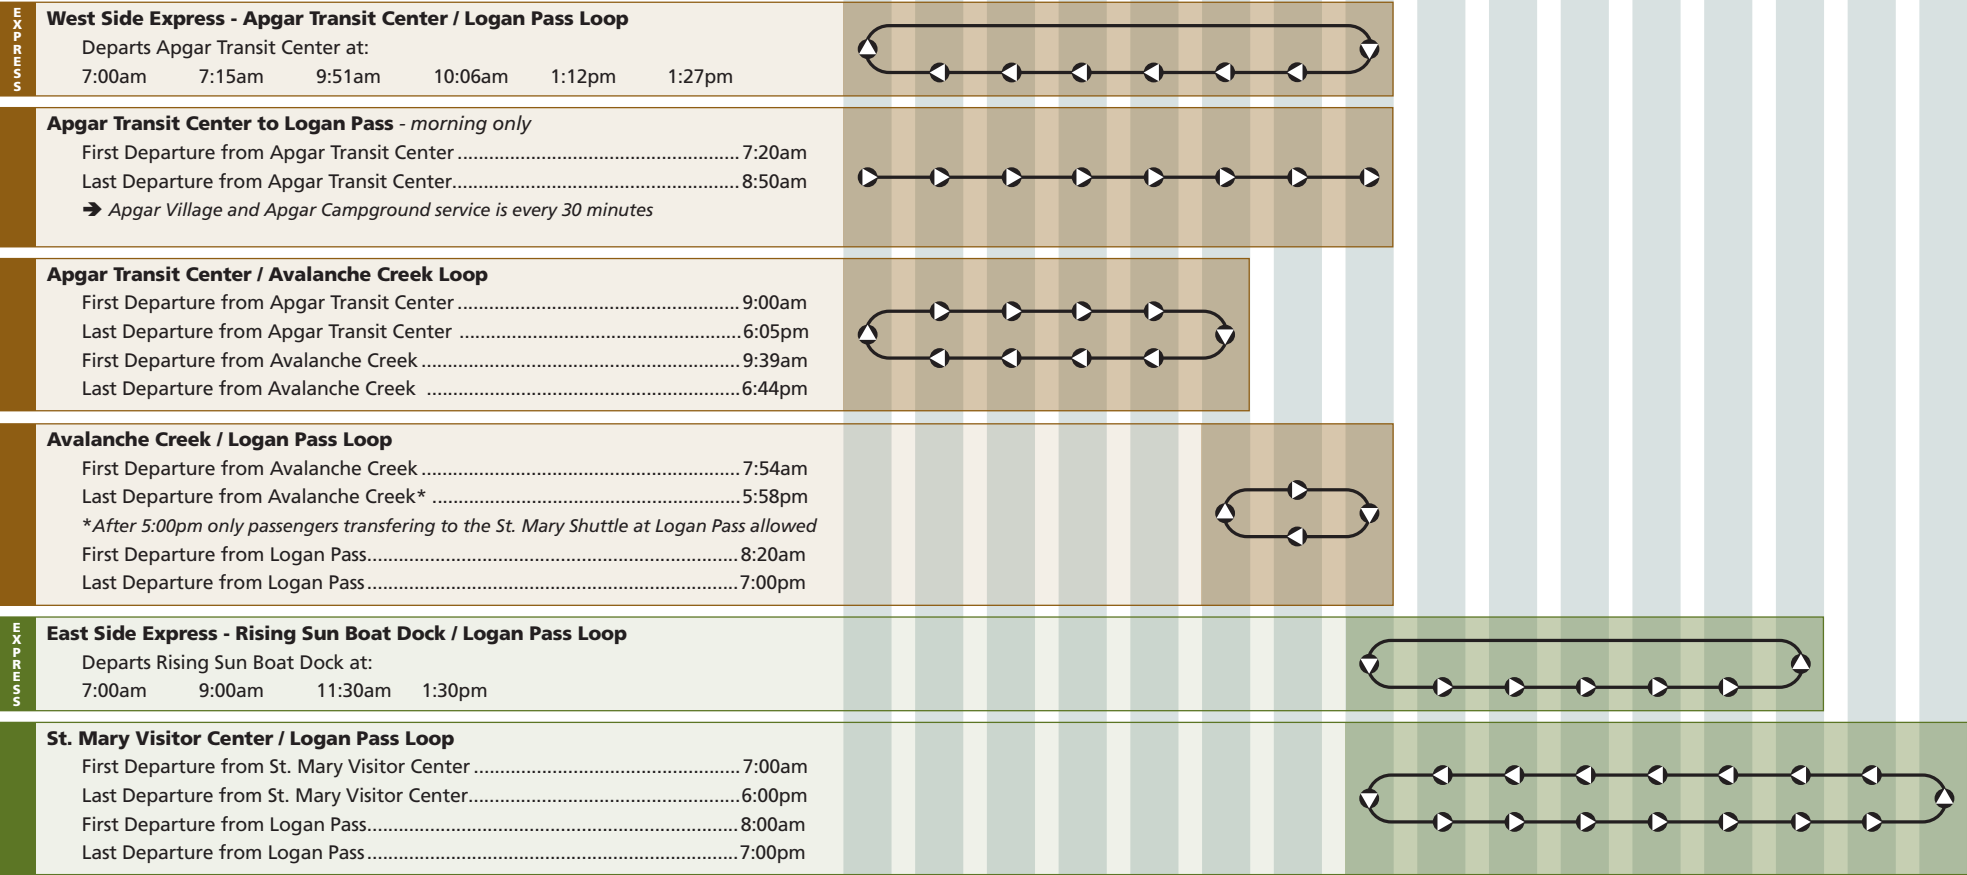 EXPRESS
West Side Express - Apgar Transit Center / Logan Pass Loop
Departs Apgar Transit Center at:
7:00am 7:15am 9:51am 10:06am 1:12pm 1:27pm
Apgar Transit Center to Logan Pass - morning only
First Departure from Apgar Transit Center ................................................ 7:20am
Last Departure from Apgar Transit Center................................................. 8:50am
➔ Apgar Village and Apgar Campground service is every 30 minutes
Apgar Transit Center / Avalanche Creek Loop
First Departure from Apgar Transit Center ................................................ 9:00am
Last Departure from Apgar Transit Center ................................................ 6:05pm
First Departure from Avalanche Creek ...................................................... 9:39am
Last Departure from Avalanche Creek ..................................................... 6:44pm
Avalanche Creek / Logan Pass Loop
First Departure from Avalanche Creek ...................................................... 7:54am
Last Departure from Avalanche Creek* .................................................... 5:58pm
*After 5:00pm only passengers transfering to the St. Mary Shuttle at Logan Pass allowed
First Departure from Logan Pass............................................................... 8:20am
Last Departure from Logan Pass ............................................................... 7:00pm
EXPRESS
East Side Express - Rising Sun Boat Dock / Logan Pass Loop
Departs Rising Sun Boat Dock at:
7:00am 9:00am 11:30am 1:30pm
St. Mary Visitor Center / Logan Pass Loop
First Departure from St. Mary Visitor Center ............................................. 7:00am
Last Departure from St. Mary Visitor Center.............................................. 6:00pm
First Departure from Logan Pass............................................................... 8:00am
Last Departure from Logan Pass ............................................................... 7:00pm